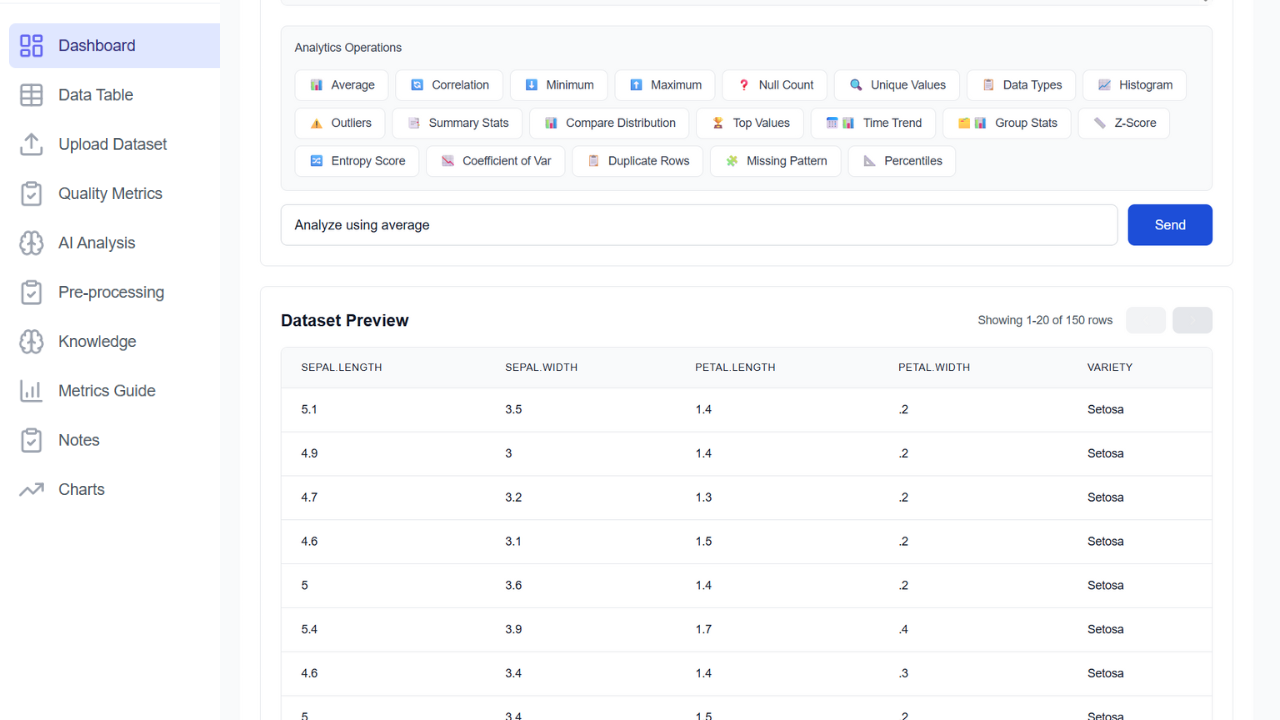 Dashboard
Data Table
Upload Dataset
Quality Metrics
AI Analysis
Pre-processing
Knowledge
Metrics Guide
Notes
Charts
Analytics Operations
Average Correlation Minimum Maximum Null Count Unique Values Data Types Histogram
Outliers Summary Stats Compare Distribution Top Values Time Trend Group Stats Z-Score
Entropy Score Coefficient of Var Duplicate Rows Missing Pattern Percentiles
Analyze using average Send
Dataset Preview Showing 1-20 of 150 rows
SEPAL.LENGTH SEPAL.WIDTH PETAL.LENGTH PETAL.WIDTH VARIETY
5.1 3.5 1.4 .2 Setosa
4.9 3 1.4 .2 Setosa
4.7 3.2 1.3 .2 Setosa
4.6 3.1 1.5 .2 Setosa
5 3.6 1.4 .2 Setosa
5.4 3.9 1.7 .4 Setosa
4.6 3.4 1.4 .3 Setosa
5 3.4 1.5 .2 Setosa